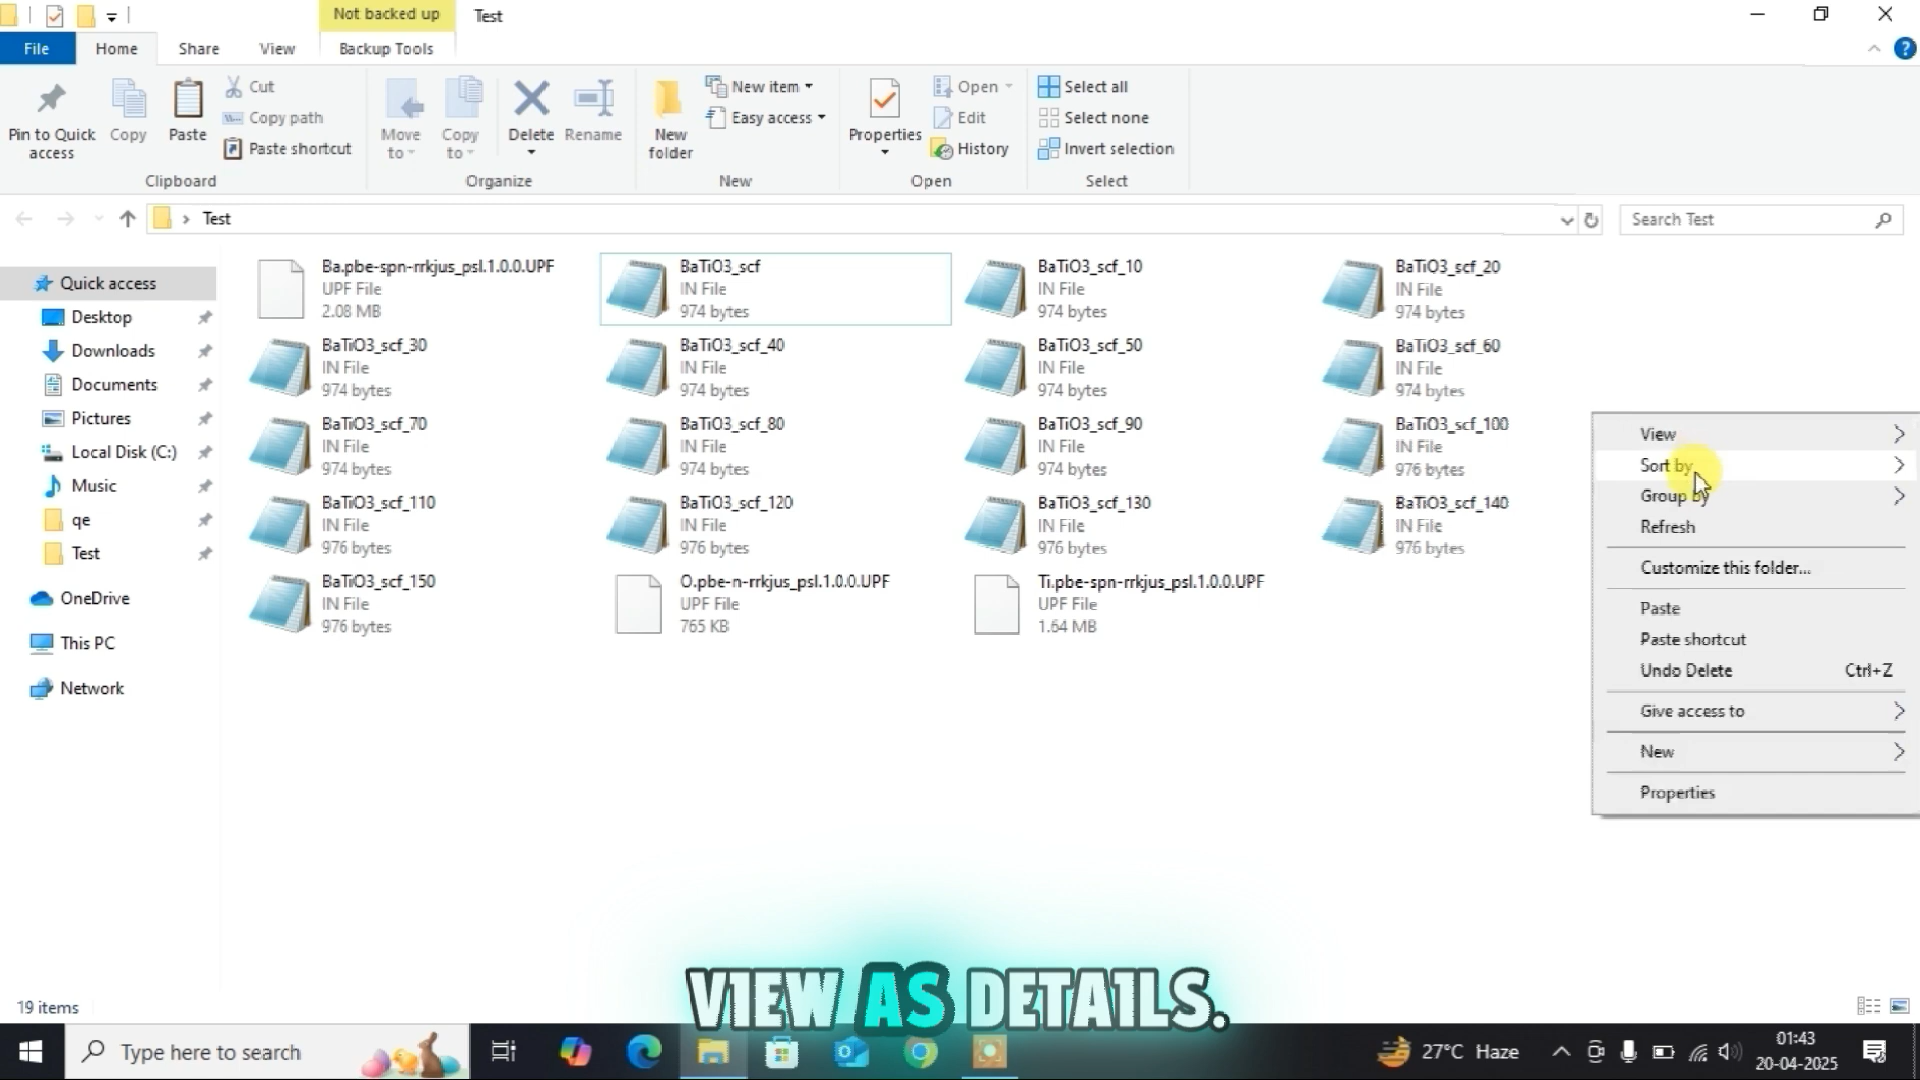 Not backed up
Test
File
Home
Share
View
Backup Tools
Pin to Quick access
Copy
Paste
Cut
Copy path
Paste shortcut
Clipboard
Move to
Copy to
Delete
Rename
Organize
New folder
New item
Easy access
New
Properties
Open
Edit
History
Open
Select all
Select none
Invert selection
Select
Test
Search Test
Quick access
Desktop
Downloads
Documents
Pictures
Local Disk (C:)
Music
qe
Test
OneDrive
This PC
Network
Ba.pbe-spn-rrkjus_psl.1.0.0.UPF
UPF File
2.08 MB
BaTiO3_scf
IN File
974 bytes
BaTiO3_scf_10
IN File
974 bytes
BaTiO3_scf_20
IN File
974 bytes
BaTiO3_scf_30
IN File
974 bytes
BaTiO3_scf_40
IN File
974 bytes
BaTiO3_scf_50
IN File
974 bytes
BaTiO3_scf_60
IN File
974 bytes
BaTiO3_scf_70
IN File
974 bytes
BaTiO3_scf_80
IN File
974 bytes
BaTiO3_scf_90
IN File
974 bytes
BaTiO3_scf_100
IN File
976 bytes
BaTiO3_scf_110
IN File
976 bytes
BaTiO3_scf_120
IN File
976 bytes
BaTiO3_scf_130
IN File
976 bytes
BaTiO3_scf_140
IN File
976 bytes
BaTiO3_scf_150
IN File
976 bytes
O.pbe-n-rrkjus_psl.1.0.0.UPF
UPF File
765 KB
Ti.pbe-spn-rrkjus_psl.1.0.0.UPF
UPF File
1.64 MB
View
Sort by
Group by
Refresh
Customize this folder...
Paste
Paste shortcut
Undo Delete Ctrl+Z
Give access to
New
Properties
VIEW AS DETAILS.
19 items
Type here to search
27°C Haze
01:43
20-04-2025